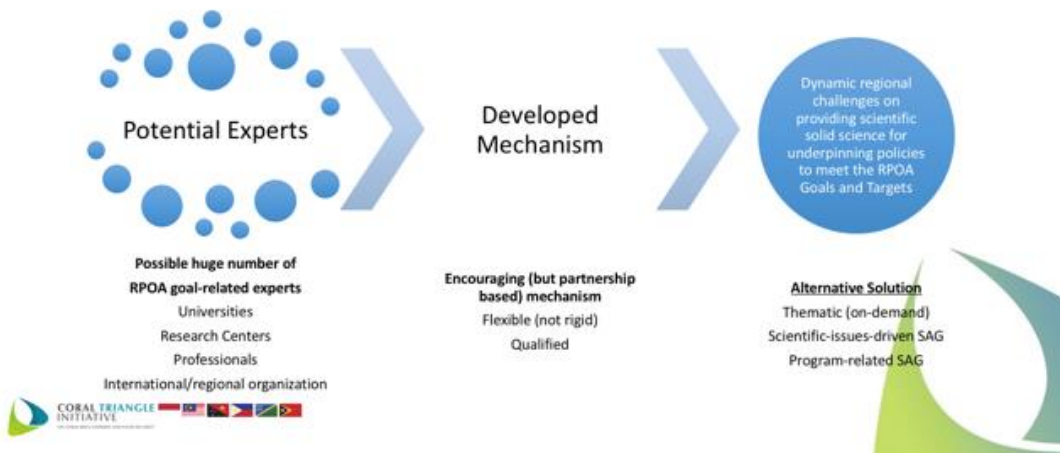 Potential Experts
Developed
Mechanism
Dynamic regional
challenges on
providing scientific
solid science for
underpinning policies
to meet the RPOA
Goals and Targets
Possible huge number of
RPOA goal-related experts
Universities
Research Centers
Professionals
International/regional organization
Encouraging (but partnership
based) mechanism
Flexible (not rigid)
Qualified
Alternative Solution
Thematic (on-demand)
Scientific-issues-driven SAG
Program-related SAG
CORAL TRIANGLE
INITIATIVE